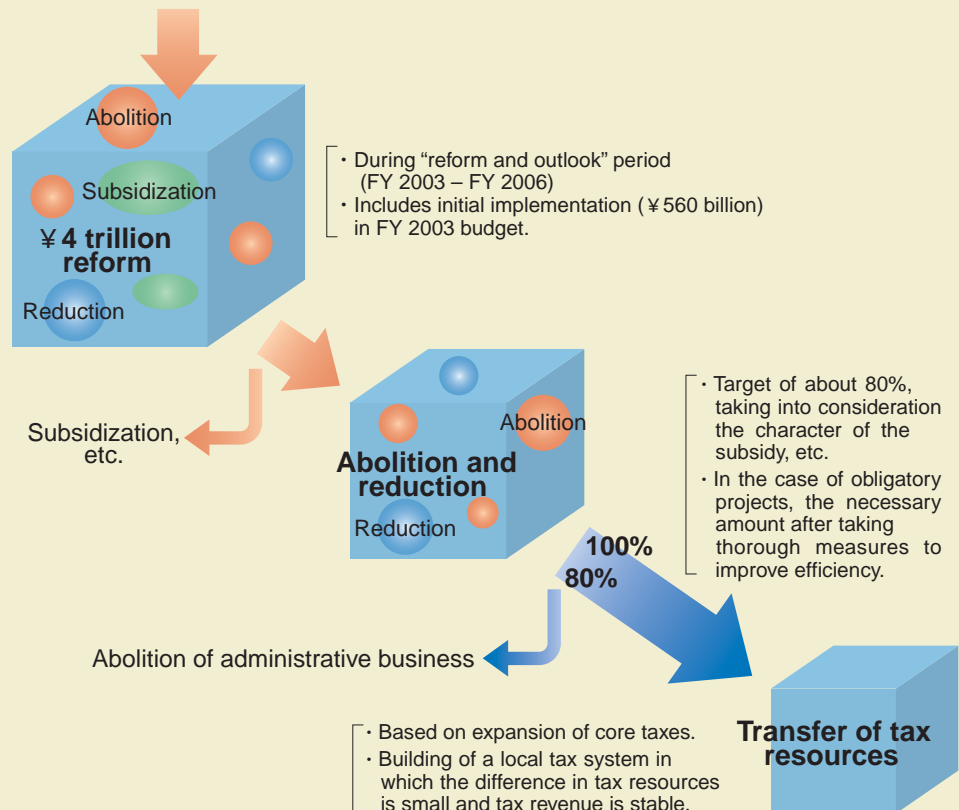 Abolition
Subsidization
¥ 4 trillion
reform
Reduction
· During “reform and outlook” period
(FY 2003 – FY 2006)
· Includes initial implementation (¥ 560 billion)
in FY 2003 budget.
Subsidization,
etc.
Abolition
Abolition and
reduction
Reduction
· Target of about 80%,
taking into consideration
the character of the
subsidy, etc.
· In the case of obligatory
projects, the necessary
amount after taking
thorough measures to
improve efficiency.
100%
80%
Abolition of administrative business
· Based on expansion of core taxes.
· Building of a local tax system in
which the difference in tax resources
is small and tax revenue is stable.
Transfer of tax
resources